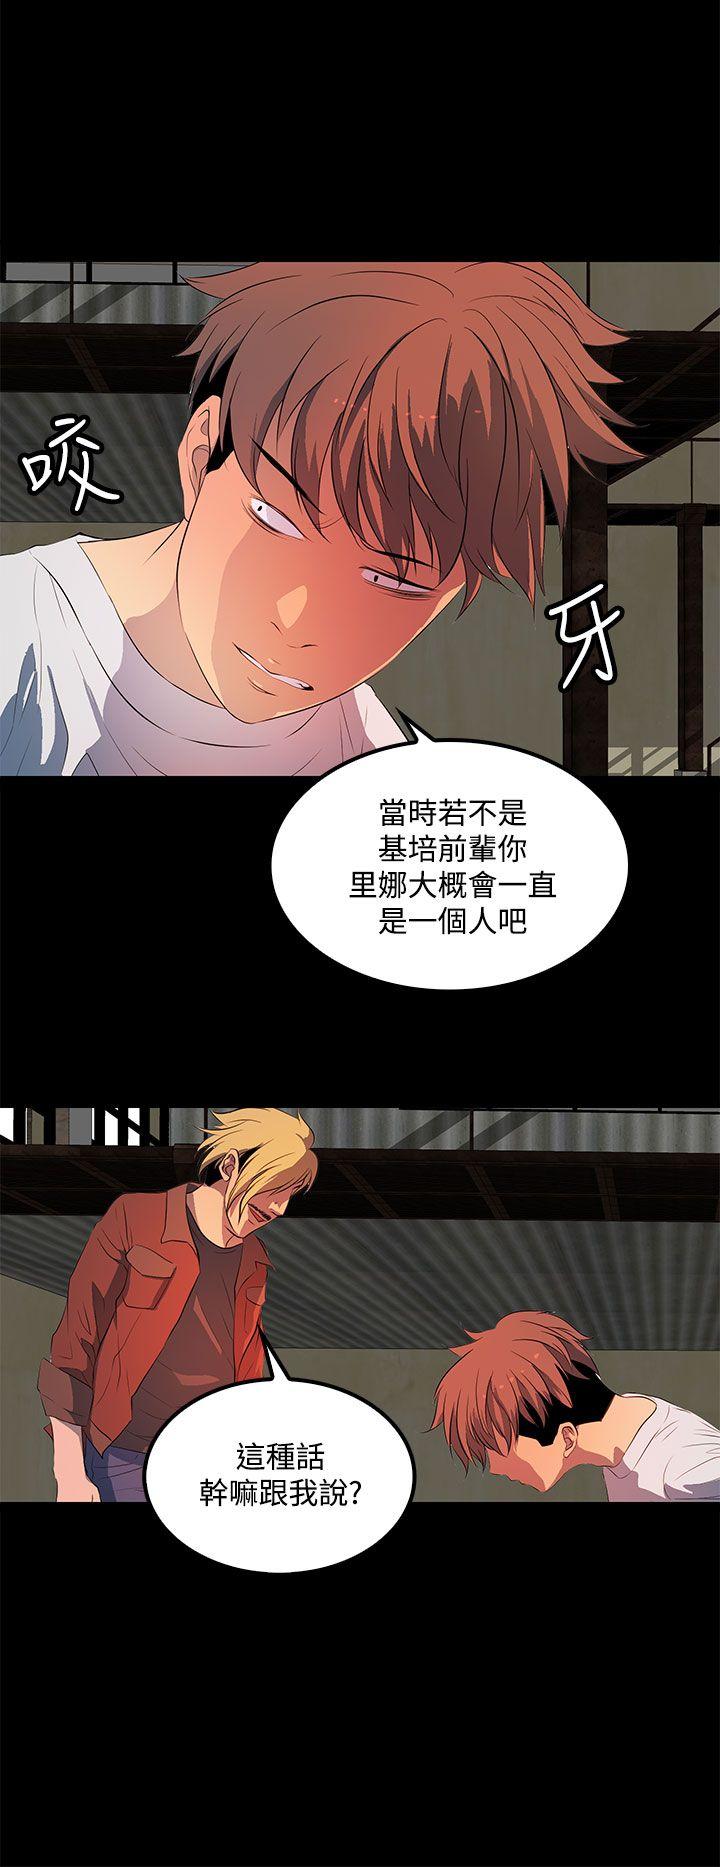 咬
牙
當時若不是
基培前輩你
里娜大概會一直
是一個人吧
這種話
幹嘛跟我說?